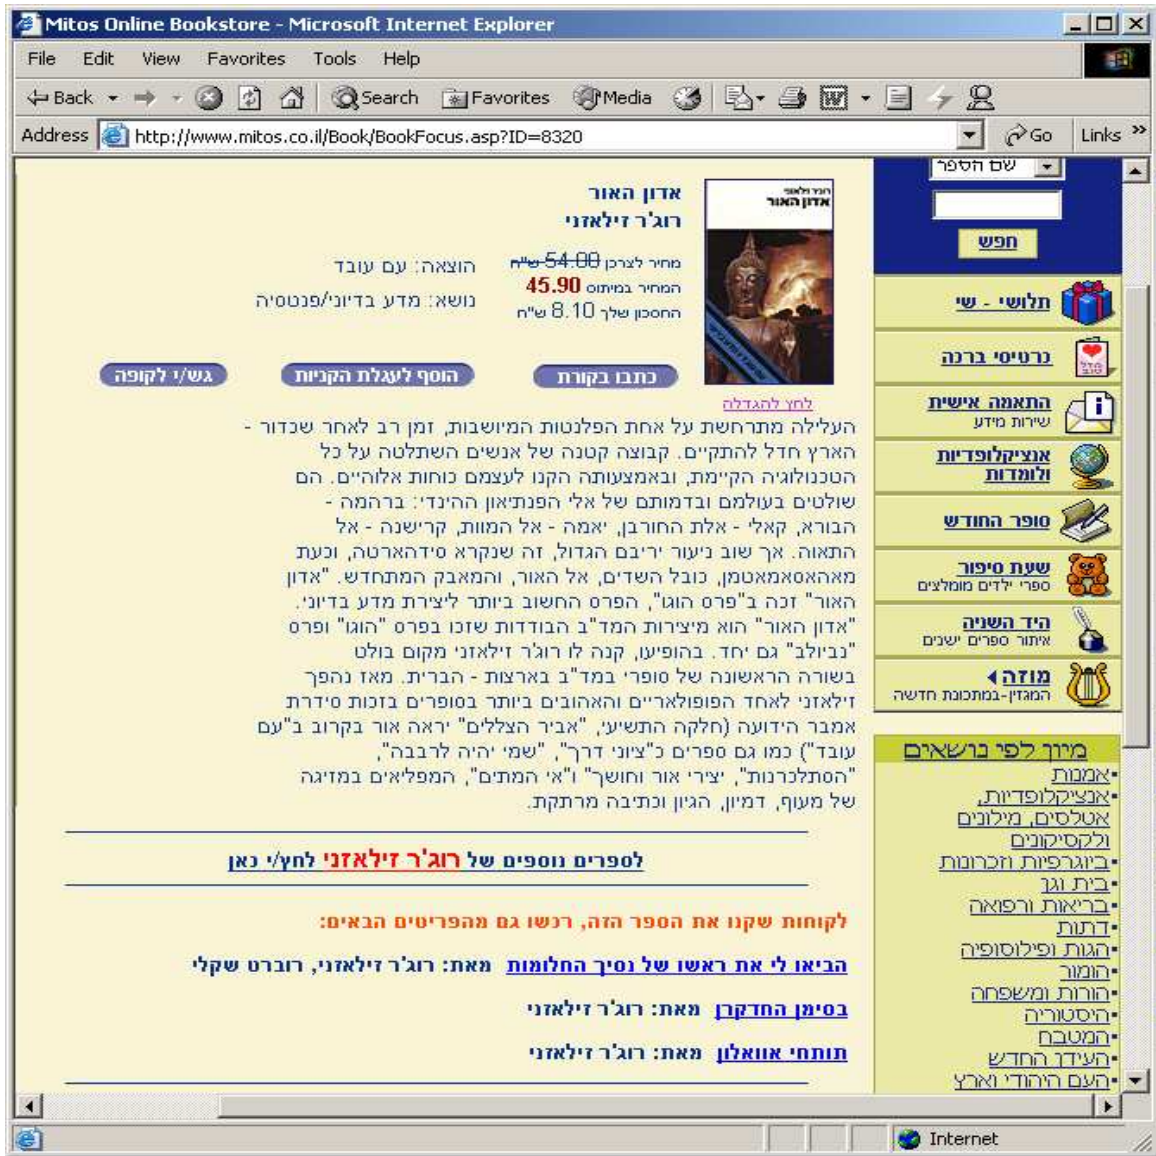 Mitos Online Bookstore - Microsoft Internet Explorer
File Edit View Favorites Tools Help
Back Search Favorites Media
Address http://www.mitos.co.il/Book/BookFocus.asp?ID=8320 Go Links »
שם הספר
חפש
תלושי - שי
כרטיסי ברכה
התאמה אישית
שירות מידע
אנציקלופדיות
ולומדות
סופר החודש
שעת סיפור
ספרי ילדים מומלצים
היד השניה
איתור ספרים ישנים
מוזה
המגזין-במתכונת חדשה
מיון לפי נושאים
אמנות
אנציקלופדיות,
אטלסים, מילונים
ולקסיקונים
ביוגרפיות וזכרונות
בית וגן
בריאות ורפואה
דתות
הגות ופילוסופיה
הומור
הורות ומשפחה
היסטוריה
המטבח
העידן החדש
העם היהודי וארץ
רוג'ר זילאזני
אדון האור
לחץ להגדלה
אדון האור
רוג'ר זילאזני
מחיר לצרכן 54.00 ש"ח
המחיר במיתוס 45.90
החסכון שלך 8.10 ש"ח
הוצאה: עם עובד
נושא: מדע בדיוני/פנטסיה
כתבו בקורת
הוסף לעגלת הקניות
גש/י לקופה
העלילה מתרחשת על אחת הפלנטות המיושבות, זמן רב לאחר שכדור -
הארץ חדל להתקיים. קבוצה קטנה של אנשים השתלטה על כל
הטכנולוגיה הקיימת, ובאמצעותה הקנו לעצמם כוחות אלוהיים. הם
שולטים בעולמם ובדמותם של אלי הפנתיאון ההינדי: ברהמה -
הבורא, קאלי - אלת החורבן, יאמה - אל המוות, קרישנה - אל
התאוה. אך שוב ניעור יריבם הגדול, זה שנקרא סידהארטה, וכעת
מאהאסאמאטמן, כובל השדים, אל האור, והמאבק המתחדש. "אדון
האור" זכה ב"פרס הוגו", הפרס החשוב ביותר ליצירת מדע בדיוני.
"אדון האור" הוא מיצירות המד"ב הבודדות שזכו בפרס "הוגו" ופרס
"נביולב" גם יחד. בהופיעו, קנה לו רוג'ר זילאזני מקום בולט
בשורה הראשונה של סופרי במד"ב בארצות - הברית. מאז נהפך
זילאזני לאחד הפופולאריים והאהובים ביותר בסופרים בזכות סידרת
אמבר הידועה (חלקה התשיעי, "אביר הצללים" יראה אור בקרוב ב"עם
עובד") כמו גם ספרים כ"ציוני דרך", "שמי יהיה לרבבה",
"הסתלכרנות", יצירי אור וחושך" ו"אי המתים", המפליאים במזיגה
של מעוף, דמיון, הגיון וכתיבה מרתקת.
לספרים נוספים של רוג'ר זילאזני לחץ/י כאן
לקוחות שקנו את הספר הזה, רכשו גם מהפריטים הבאים:
הביאו לי את ראשו של נסיך החלומות מאת: רוג'ר זילאזני, רוברט שקלי
בסימן החדקרן מאת: רוג'ר זילאזני
תותחי אוואלון מאת: רוג'ר זילאזני
Internet